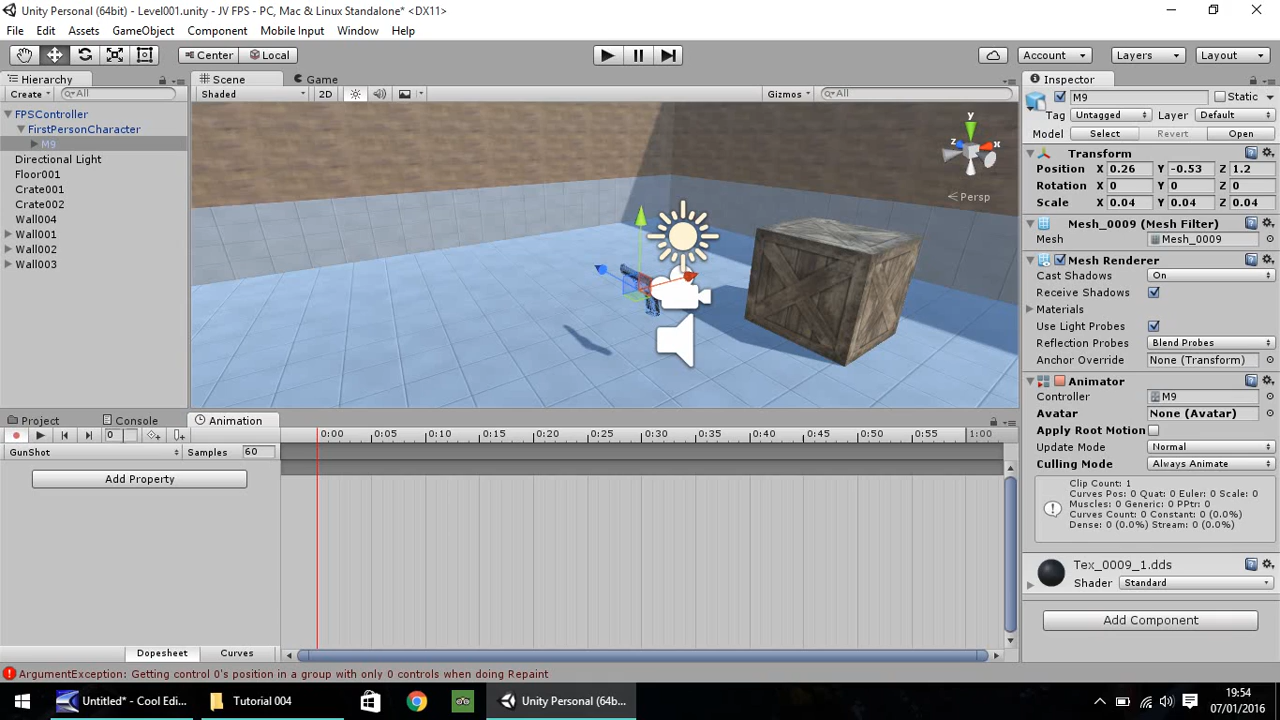 Unity Personal (64bit) - Level001.unity - JV FPS - PC, Mac & Linux Standalone* <DX11>
File Edit Assets GameObject Component Mobile Input Window Help
Center Local Account Layers Layout
Hierarchy
Create All
FPSController
FirstPersonCharacter
M9
Directional Light
Floor001
Crate001
Crate002
Wall004
Wall001
Wall002
Wall003
Scene Game
Shaded 2D Gizmos All
y
z x
Persp
Inspector
M9 Static
Tag Untagged Layer Default
Model Select Revert Open
Transform
Position X 0.26 Y -0.53 Z 1.2
Rotation X 0 Y 0 Z 0
Scale X 0.04 Y 0.04 Z 0.04
Mesh_0009 (Mesh Filter)
Mesh Mesh_0009
Mesh Renderer
Cast Shadows On
Receive Shadows
Materials
Use Light Probes
Reflection Probes Blend Probes
Anchor Override None (Transform)
Animator
Controller M9
Avatar None (Avatar)
Apply Root Motion
Update Mode Normal
Culling Mode Always Animate
Clip Count: 1
Curves Pos: 0 Quat: 0 Euler: 0 Scale: 0
Muscles: 0 Generic: 0 PPtr: 0
Curves Count: 0 Constant: 0 (0.0%)
Dense: 0 (0.0%) Stream: 0 (0.0%)
Tex_0009_1.dds
Shader Standard
Add Component
Project Console Animation
0 0:00 0:05 0:10 0:15 0:20 0:25 0:30 0:35 0:40 0:45 0:50 0:55 1:00
GunShot Samples 60
Add Property
Dopesheet Curves
ArgumentException: Getting control 0's position in a group with only 0 controls when doing Repaint
Untitled* - Cool Edi... Tutorial 004 Unity Personal (64b...
19:54
07/01/2016